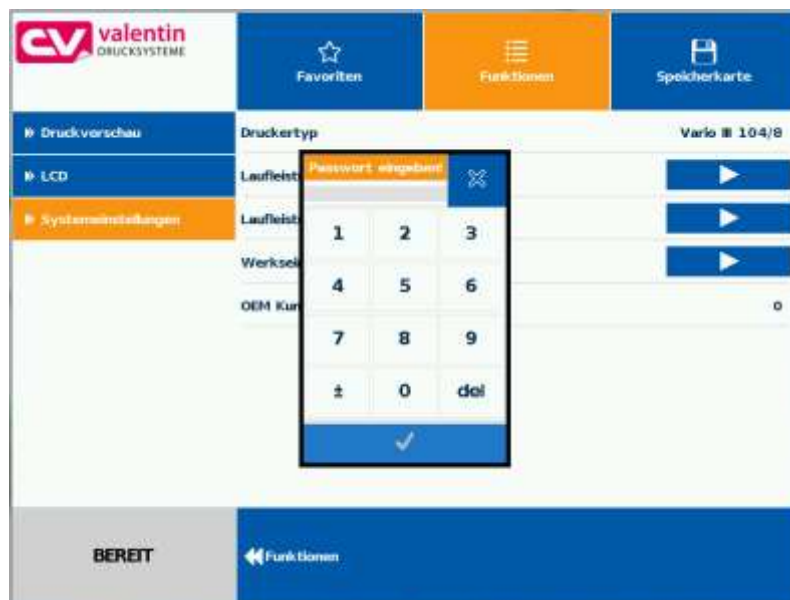 valentin
DRUCKSYSTEME
Favoriten
Funktionen
Speicherkarte
Druckvorschau
LCD
Systemeinstellungen
Druckertyp
Vario III 104/8
Laufleist
Laufleist
Werksei
OEM Kun
0
Passwort eingeben!
1 2 3
4 5 6
7 8 9
± 0 del
BEREIT
Funktionen